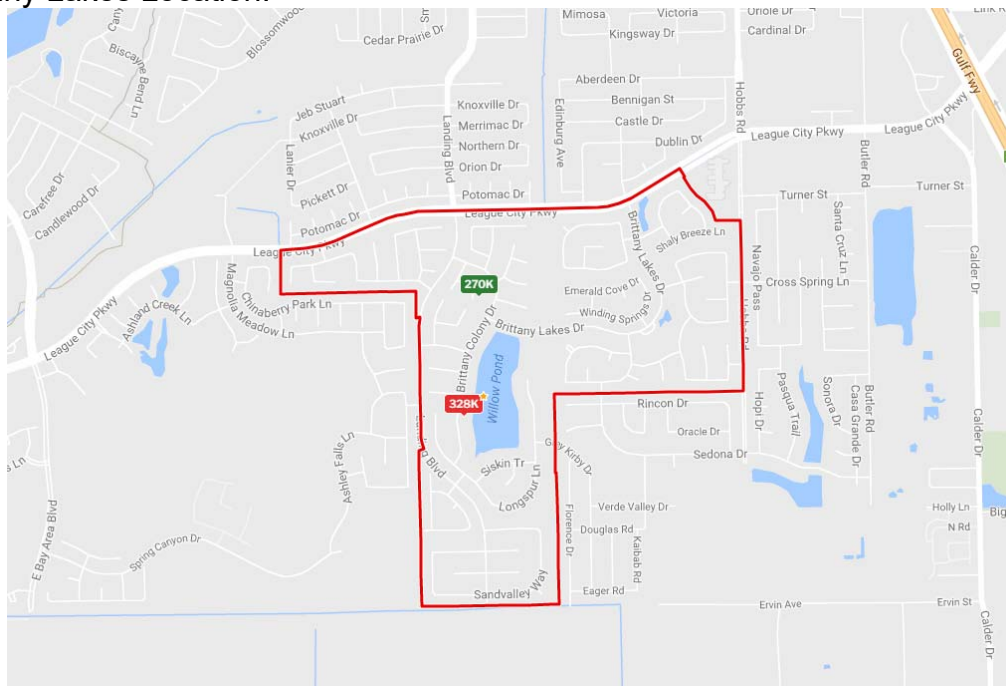 Lakes Location.
Mimosa
Victoria
Oriole Dr
Kingsway Dr
Cardinal Dr
Cedar Prairie Dr
Blossomwood
Biscayne Bend Ln
Gulf Fwy
Aberdeen Dr
Jeb Stuart
Knoxville Dr
Knoxville Dr
Bennigan St
Castle Dr
Merrimac Dr
Landing Blvd
Edinburg Ave
Hobbs Rd
Northern Dr
Dublin Dr
League City Pkwy
League City Pkwy
Lanier Dr
Orion Dr
Butler Rd
Pickett Dr
Potomac Dr
Turner St
Turner St
Carefree Dr
Candlewood Dr
Potomac Dr
League City Pkwy
Brittany Lakes Dr
Shaly Breeze Ln
Santa Cruz Ln
Navajo Pass
Calder Dr
Magnolia Meadow Ln
Chinaberry Park Ln
Ashland Creek Ln
270K
Emerald Cove Dr
Cross Spring Ln
Winding Springs Dr
Brittany Lakes Dr
League City Pkwy
Brittany Colony Dr
Willow Pond
328K
Rincon Dr
Hopi Dr
Pasqua Trail
Sonora Dr
Butler Rd
Casa Grande Dr
Oracle Dr
Calder Dr
Landing Blvd
Ashley Falls Ln
Siskin Tr
Gary Kirby Dr
Sedona Dr
s Ln
Longspur Ln
E Bay Area Blvd
Spring Canyon Dr
Florence Dr
Verde Valley Dr
Douglas Rd
Kaibab Rd
Holly Ln
Big
N Rd
Sandvalley Way
Eager Rd
Ervin Ave
Ervin St
Calder Dr